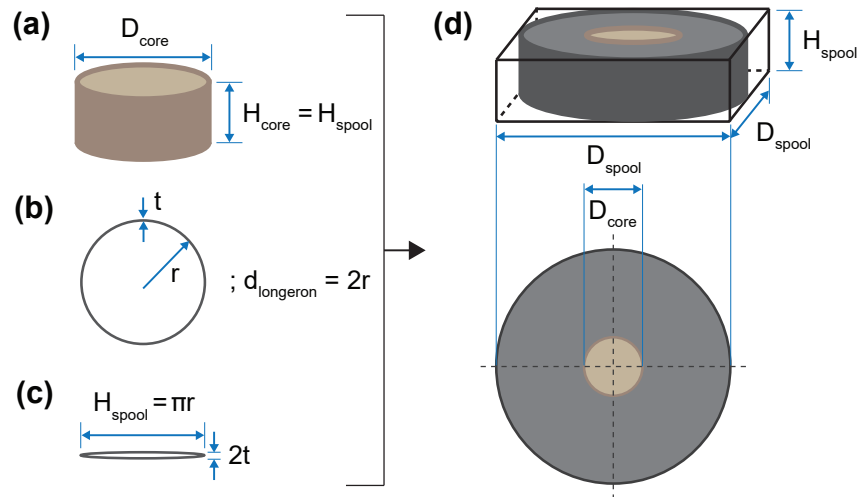 (a)
D_core
H_core = H_spool
(b)
t
r
; d_longeron = 2r
(c)
H_spool = πr
2t
(d)
H_spool
D_spool
D_spool
D_core